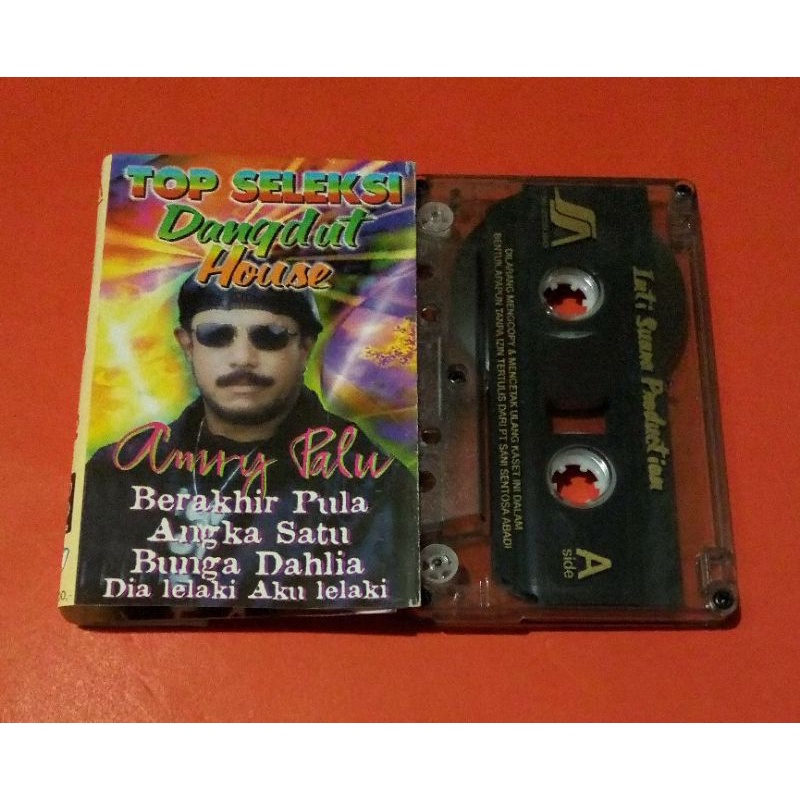 TOP SELEKSI
Dangdut
House
Amry Palu
Berakhir Pula
Angka Satu
Bunga Dahlia
Dia lelaki Aku lelaki
DILARANG MENGCOPY & MENCETAK ULANG KASET INI DALAM
BENTUK APAPUN TANPA IZIN TERTULIS DARI PT SANI SENTOSA ABADI
Inti Suara Production
A
side